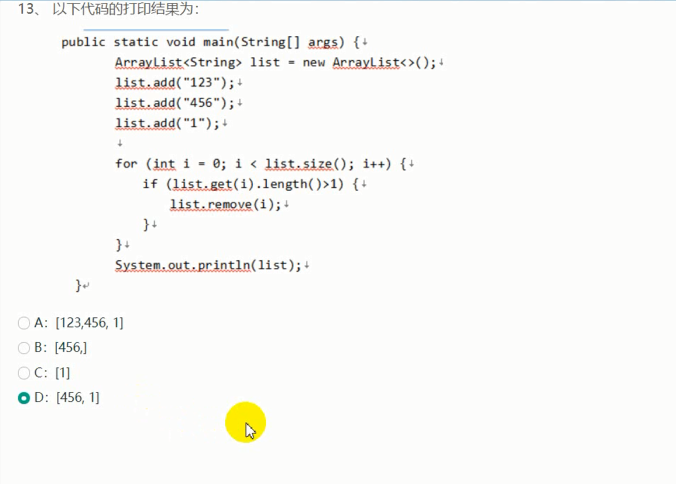 13、 以下代码的打印结果为：
public static void main(String[] args) {↓
ArrayList<String> list = new ArrayList<>();↓
list.add("123");↓
list.add("456");↓
list.add("1");↓
↓
for (int i = 0; i < list.size(); i++) {↓
if (list.get(i).length()>1) {↓
list.remove(i);↓
}↓
}↓
System.out.println(list);↓
}↵
A： [123,456, 1]
B： [456,]
C： [1]
D： [456, 1]